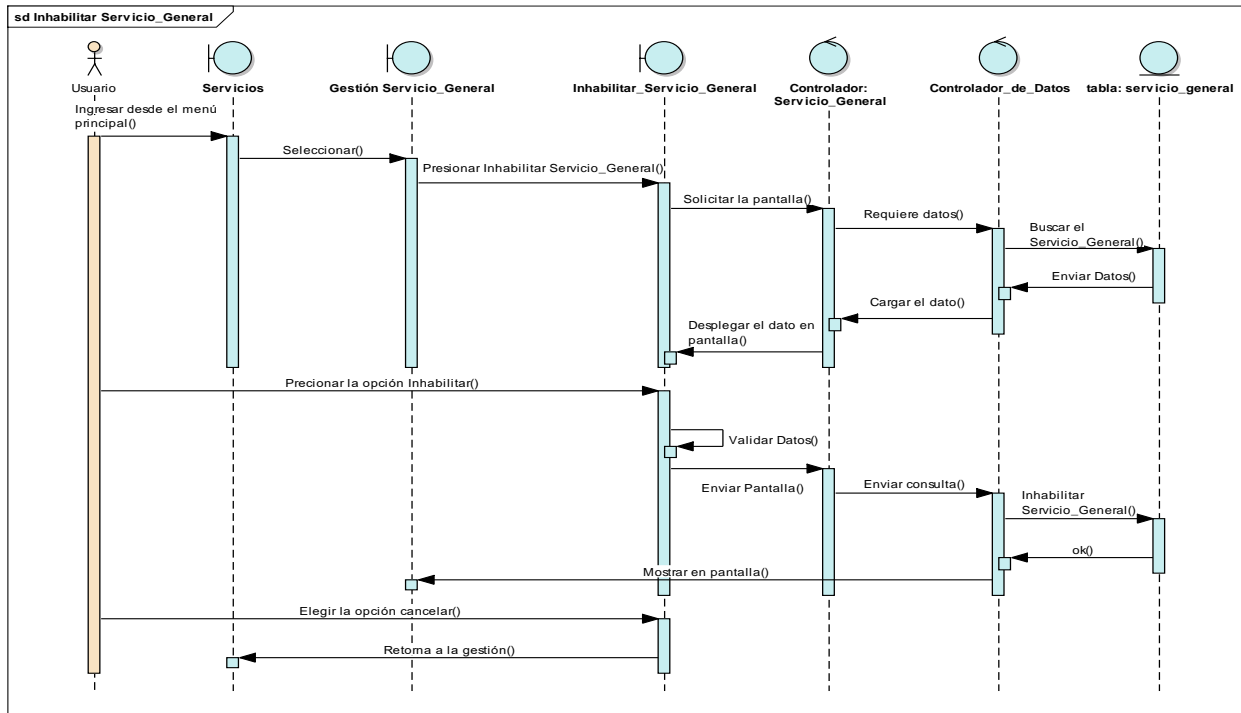 sd Inhabilitar Servicio_General
Usuario
Servicios
Gestión Servicio_General
Inhabilitar_Servicio_General
Controlador:
Servicio_General
Controlador_de_Datos
tabla: servicio_general
Ingresar desde el menú
principal()
Seleccionar()
Presionar Inhabilitar Servicio_General()
Solicitar la pantalla()
Requiere datos()
Buscar el
Servicio_General()
Enviar Datos()
Cargar el dato()
Desplegar el dato en
pantalla()
Precionar la opción Inhabilitar()
Validar Datos()
Enviar Pantalla()
Enviar consulta()
Inhabilitar
Servicio_General()
ok()
Mostrar en pantalla()
Elegir la opción cancelar()
Retorna a la gestión()